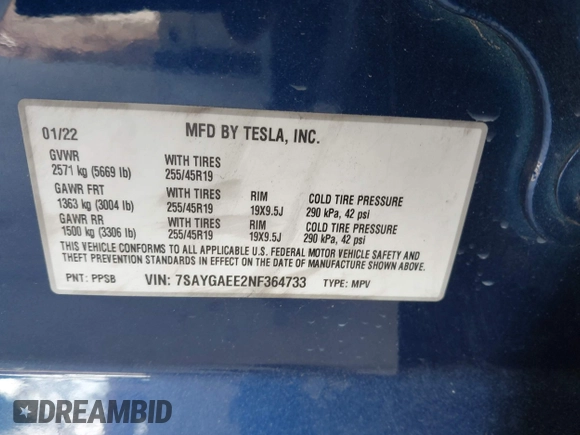 01/22 MFD BY TESLA, INC.
GVWR WITH TIRES
2571 kg (5669 lb) 255/45R19
GAWR FRT WITH TIRES RIM COLD TIRE PRESSURE
1363 kg (3004 lb) 255/45R19 19X9.5J 290 kPa, 42 psi
GAWR RR WITH TIRES RIM COLD TIRE PRESSURE
1500 kg (3306 lb) 255/45R19 19X9.5J 290 kPa, 42 psi
THIS VEHICLE CONFORMS TO ALL APPLICABLE U.S. FEDERAL MOTOR VEHICLE SAFETY AND
THEFT PREVENTION STANDARDS IN EFFECT ON THE DATE OF MANUFACTURE SHOWN ABOVE.
PNT: PPSB VIN: 7SAYGAEE2NF364733 TYPE: MPV
DREAMBID